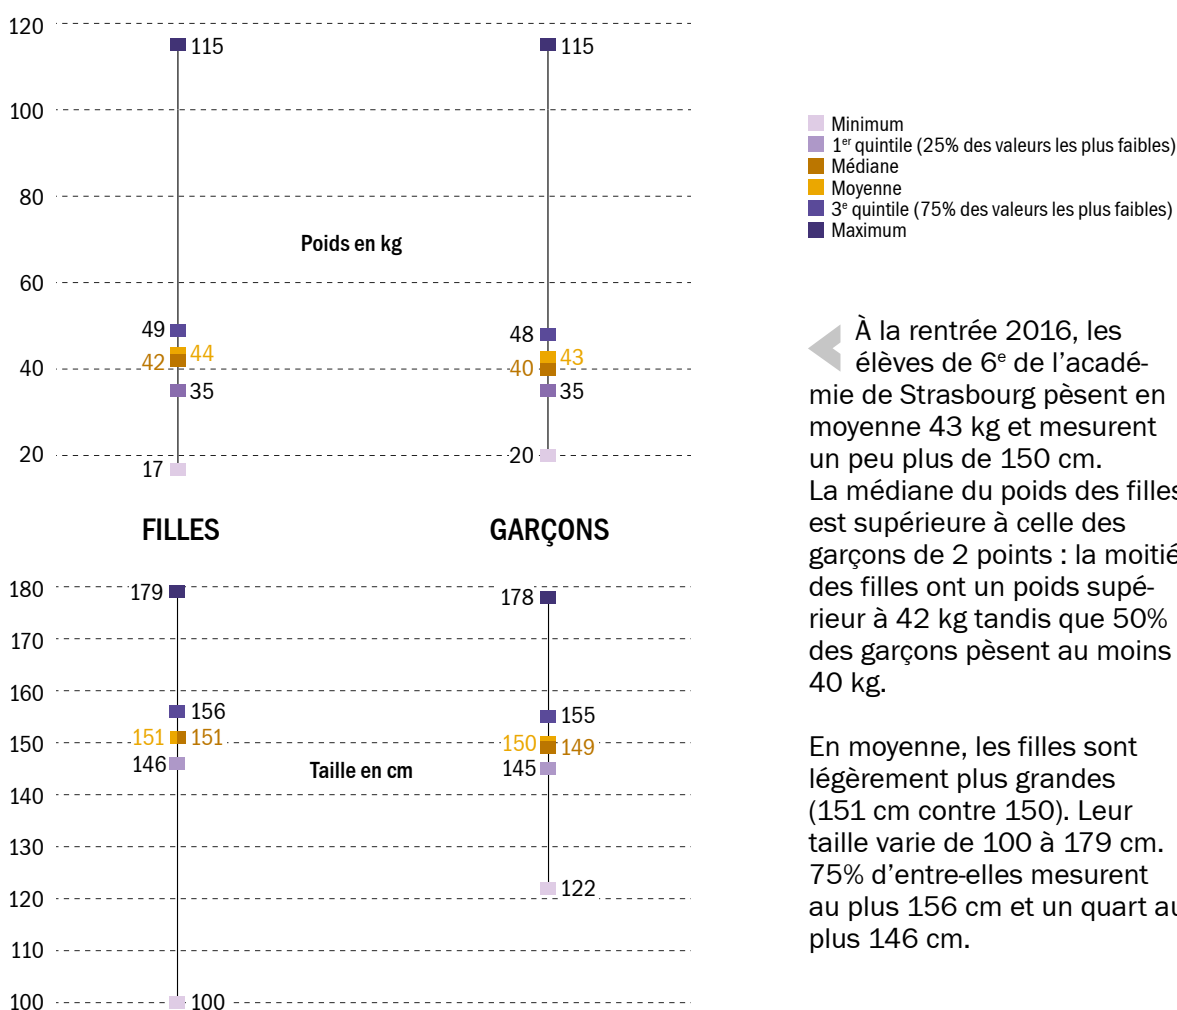 120
115
115
100
80
Poids en kg
60
49
48
44
43
42
40
40
35
35
20
20
17
FILLES
GARÇONS
180
179
178
170
160
156
155
151
151
150
150
149
146
145
Taille en cm
140
130
122
120
110
100
100
Minimum
1er quintile (25% des valeurs les plus faibles)
Médiane
Moyenne
3e quintile (75% des valeurs les plus faibles)
Maximum
À la rentrée 2016, les
élèves de 6e de l’acadé-
mie de Strasbourg pèsent en
moyenne 43 kg et mesurent
un peu plus de 150 cm.
La médiane du poids des filles
est supérieure à celle des
garçons de 2 points : la moitié
des filles ont un poids supé-
rieur à 42 kg tandis que 50%
des garçons pèsent au moins
40 kg.
En moyenne, les filles sont
légèrement plus grandes
(151 cm contre 150). Leur
taille varie de 100 à 179 cm.
75% d’entre-elles mesurent
au plus 156 cm et un quart au
plus 146 cm.